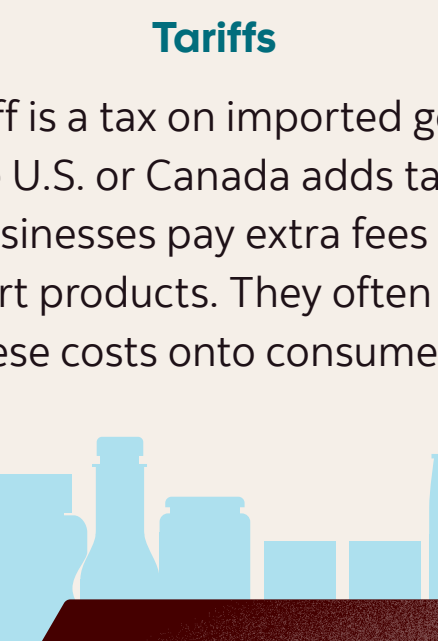 Tariffs
ff is a tax on imported g
U.S. or Canada adds ta
sinesses pay extra fees
rt products. They often
ese costs onto consume